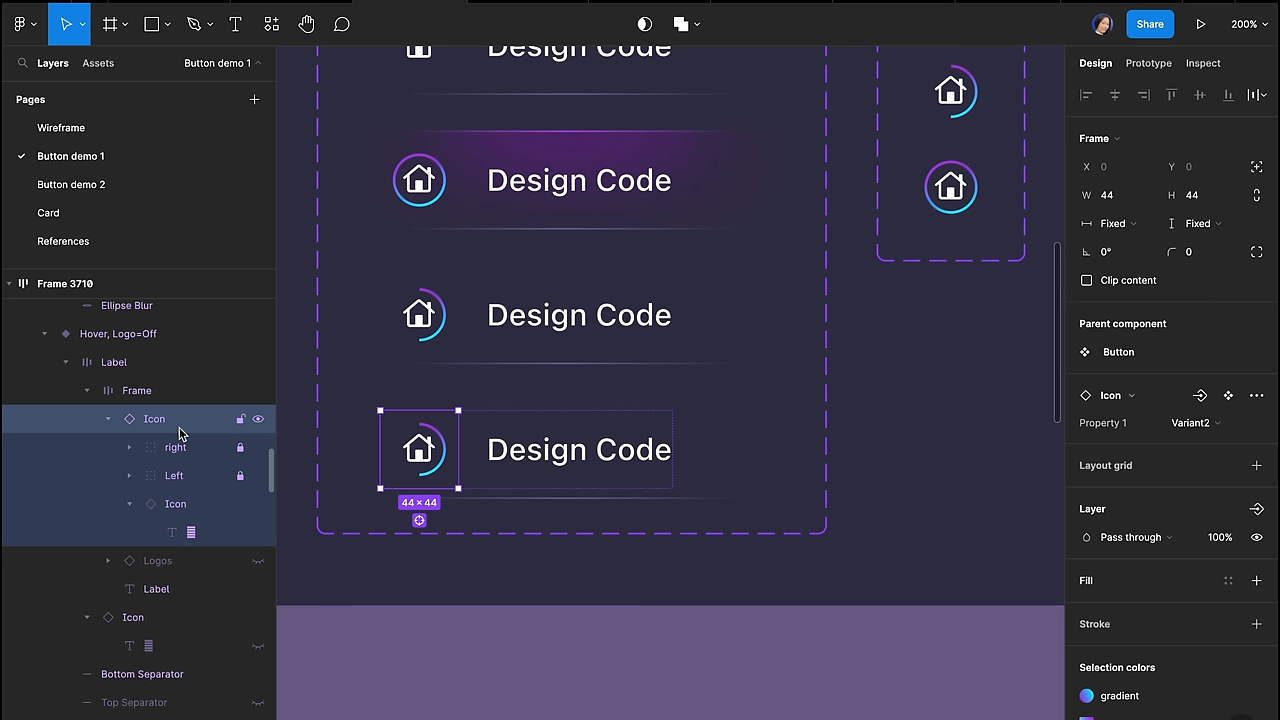 Share
200%
Layers
Assets
Button demo 1
Pages
Wireframe
Button demo 1
Button demo 2
Card
References
Frame 3710
Ellipse Blur
Hover, Logo=Off
Label
Frame
Icon
right
Left
Icon
Logos
Label
Icon
Bottom Separator
Top Separator
Design Code
Design Code
Design Code
Design Code
44 × 44
Design
Prototype
Inspect
Frame
X 0
Y 0
W 44
H 44
Fixed
Fixed
0°
0
Clip content
Parent component
Button
Icon
Property 1
Variant2
Layout grid
Layer
Pass through
100%
Fill
Stroke
Selection colors
gradient